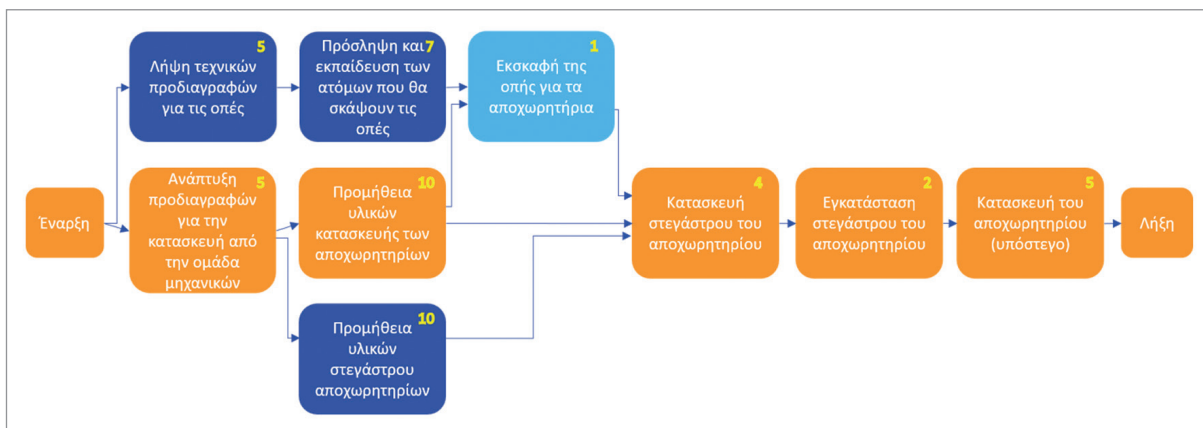 5
Λήψη τεχνικών
προδιαγραφών
για τις οπές
Πρόσληψη και 7
εκπαίδευση των
ατόμων που θα
σκάψουν τις
οπές
1
Εκσκαφή της
οπής για τα
αποχωρητήρια
Έναρξη
5
Ανάπτυξη
προδιαγραφών
για την
κατασκευή από
την ομάδα
μηχανικών
10
Προμήθεια
υλικών
κατασκευής των
αποχωρητηρίων
4
Κατασκευή
στεγάστρου του
αποχωρητηρίου
2
Εγκατάσταση
στεγάστρου του
αποχωρητηρίου
5
Κατασκευή του
αποχωρητηρίου
(υπόστεγο)
Λήξη
10
Προμήθεια
υλικών
στεγάστρου
αποχωρητηρίων